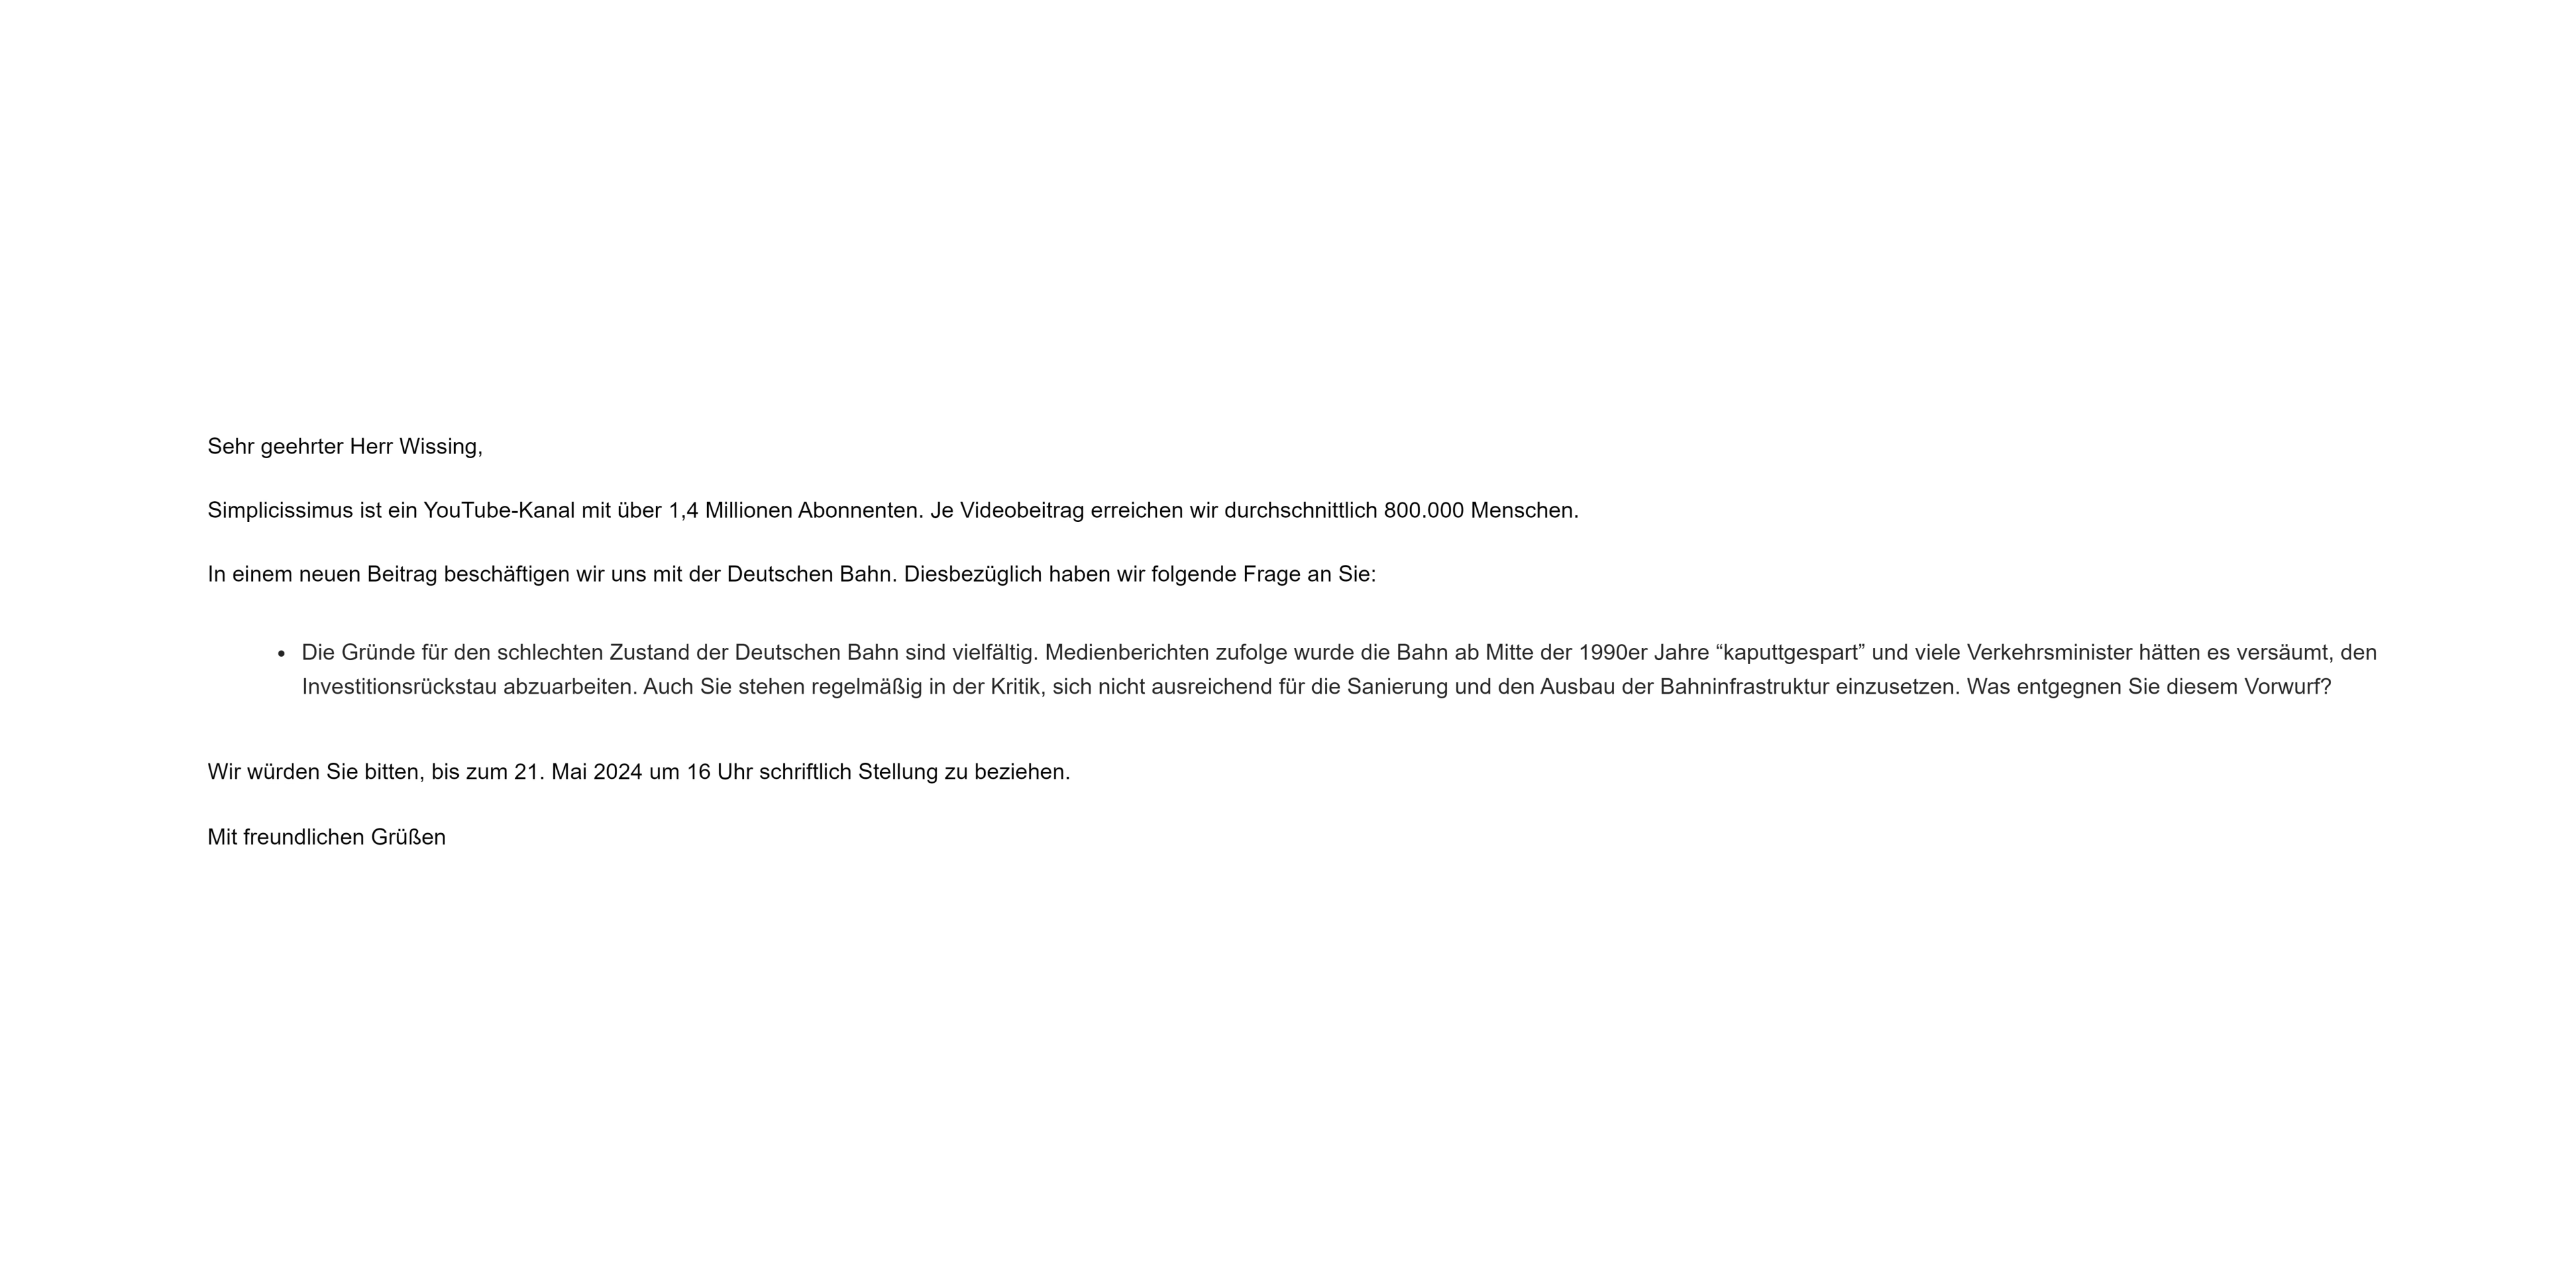 Sehr geehrter Herr Wissing,
Simplicissimus ist ein YouTube-Kanal mit über 1,4 Millionen Abonnenten. Je Videobeitrag erreichen wir durchschnittlich 800.000 Menschen.
In einem neuen Beitrag beschäftigen wir uns mit der Deutschen Bahn. Diesbezüglich haben wir folgende Frage an Sie:
• Die Gründe für den schlechten Zustand der Deutschen Bahn sind vielfältig. Medienberichten zufolge wurde die Bahn ab Mitte der 1990er Jahre “kaputtgespart” und viele Verkehrsminister hätten es versäumt, den
Investitionsrückstau abzuarbeiten. Auch Sie stehen regelmäßig in der Kritik, sich nicht ausreichend für die Sanierung und den Ausbau der Bahninfrastruktur einzusetzen. Was entgegnen Sie diesem Vorwurf?
Wir würden Sie bitten, bis zum 21. Mai 2024 um 16 Uhr schriftlich Stellung zu beziehen.
Mit freundlichen Grüßen